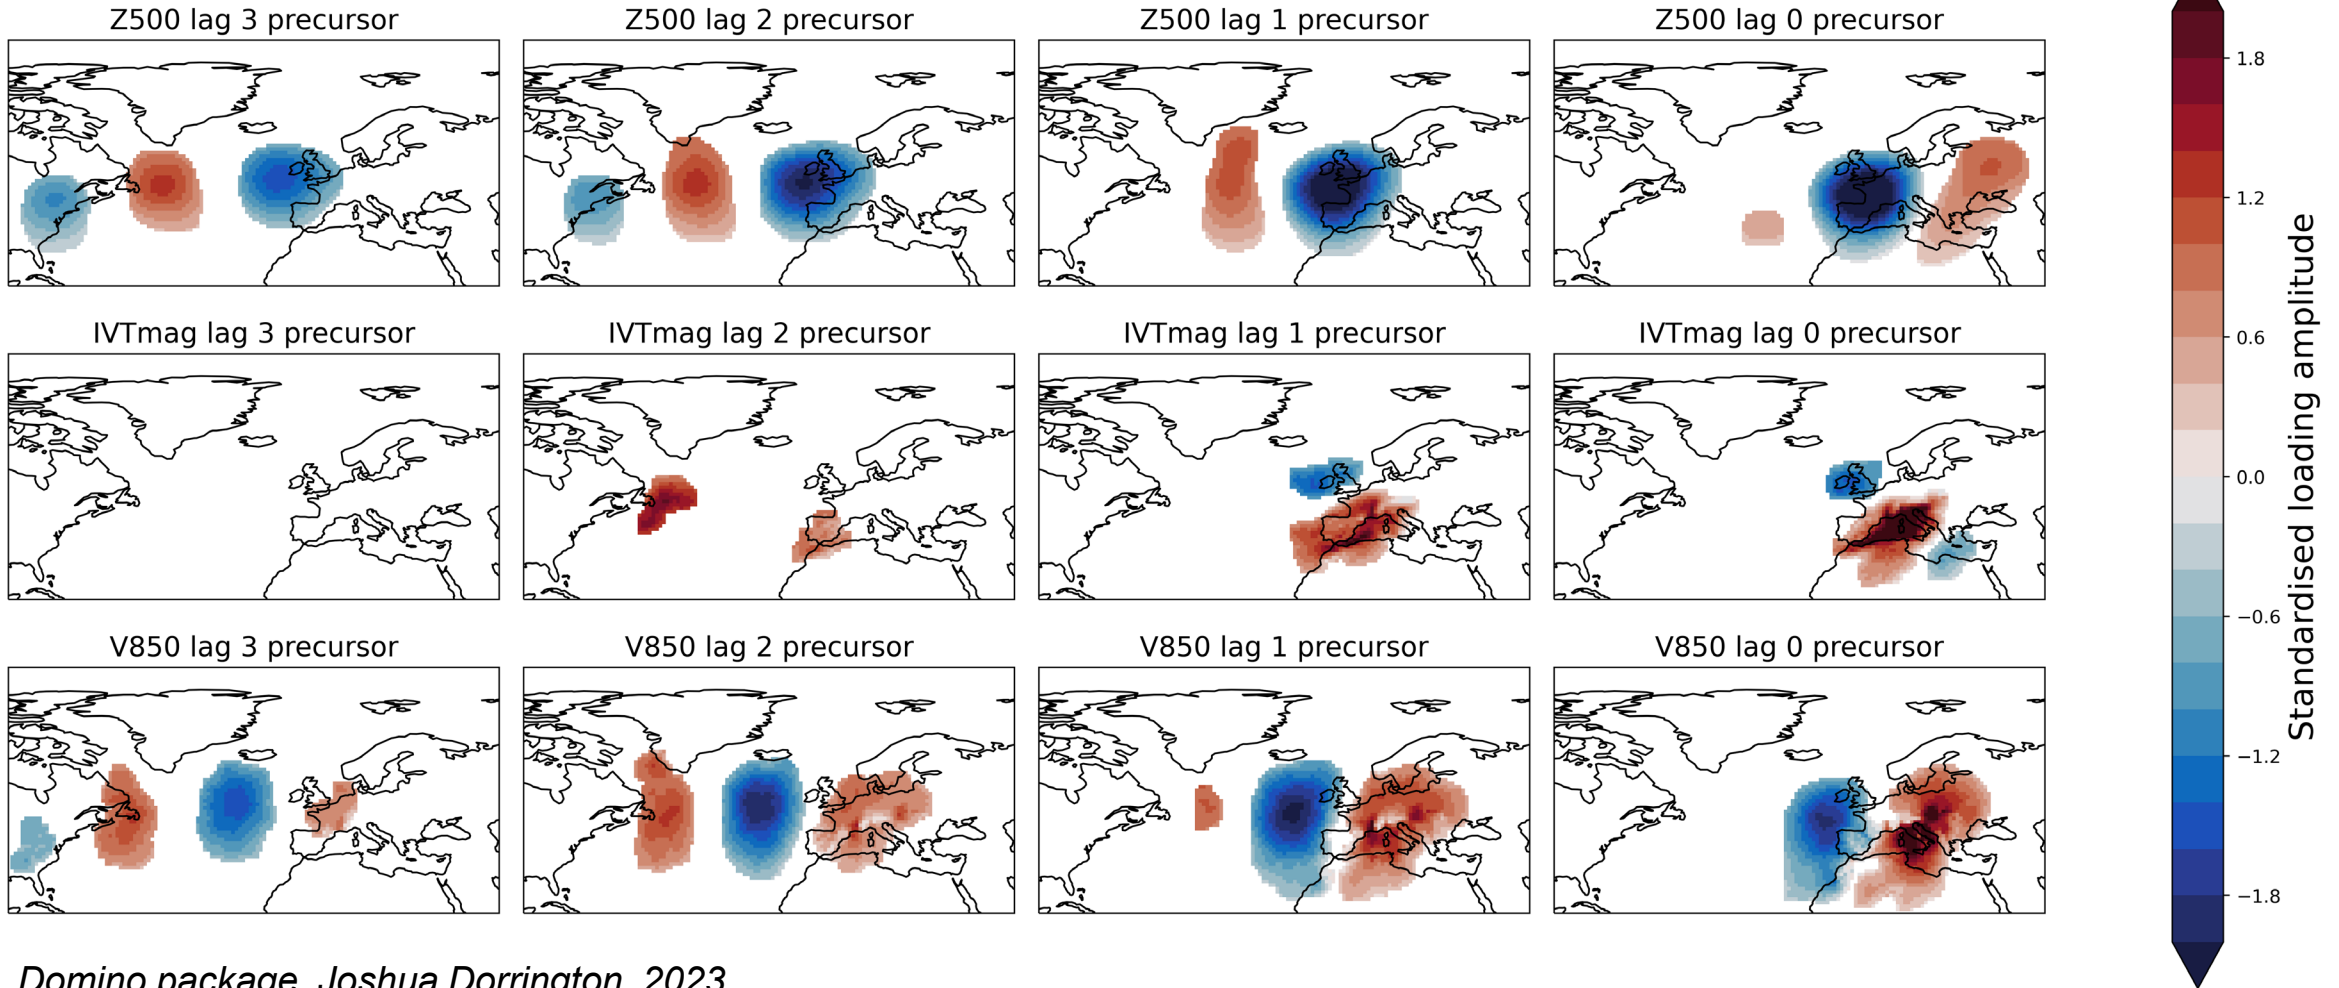 Z500 lag 3 precursor
Z500 lag 2 precursor
Z500 lag 1 precursor
Z500 lag 0 precursor
IVTmag lag 3 precursor
IVTmag lag 2 precursor
IVTmag lag 1 precursor
IVTmag lag 0 precursor
V850 lag 3 precursor
V850 lag 2 precursor
V850 lag 1 precursor
V850 lag 0 precursor
1.8
1.2
0.6
0.0
−0.6
−1.2
−1.8
Standardised loading amplitude
Domino package, Joshua Dorrington, 2023